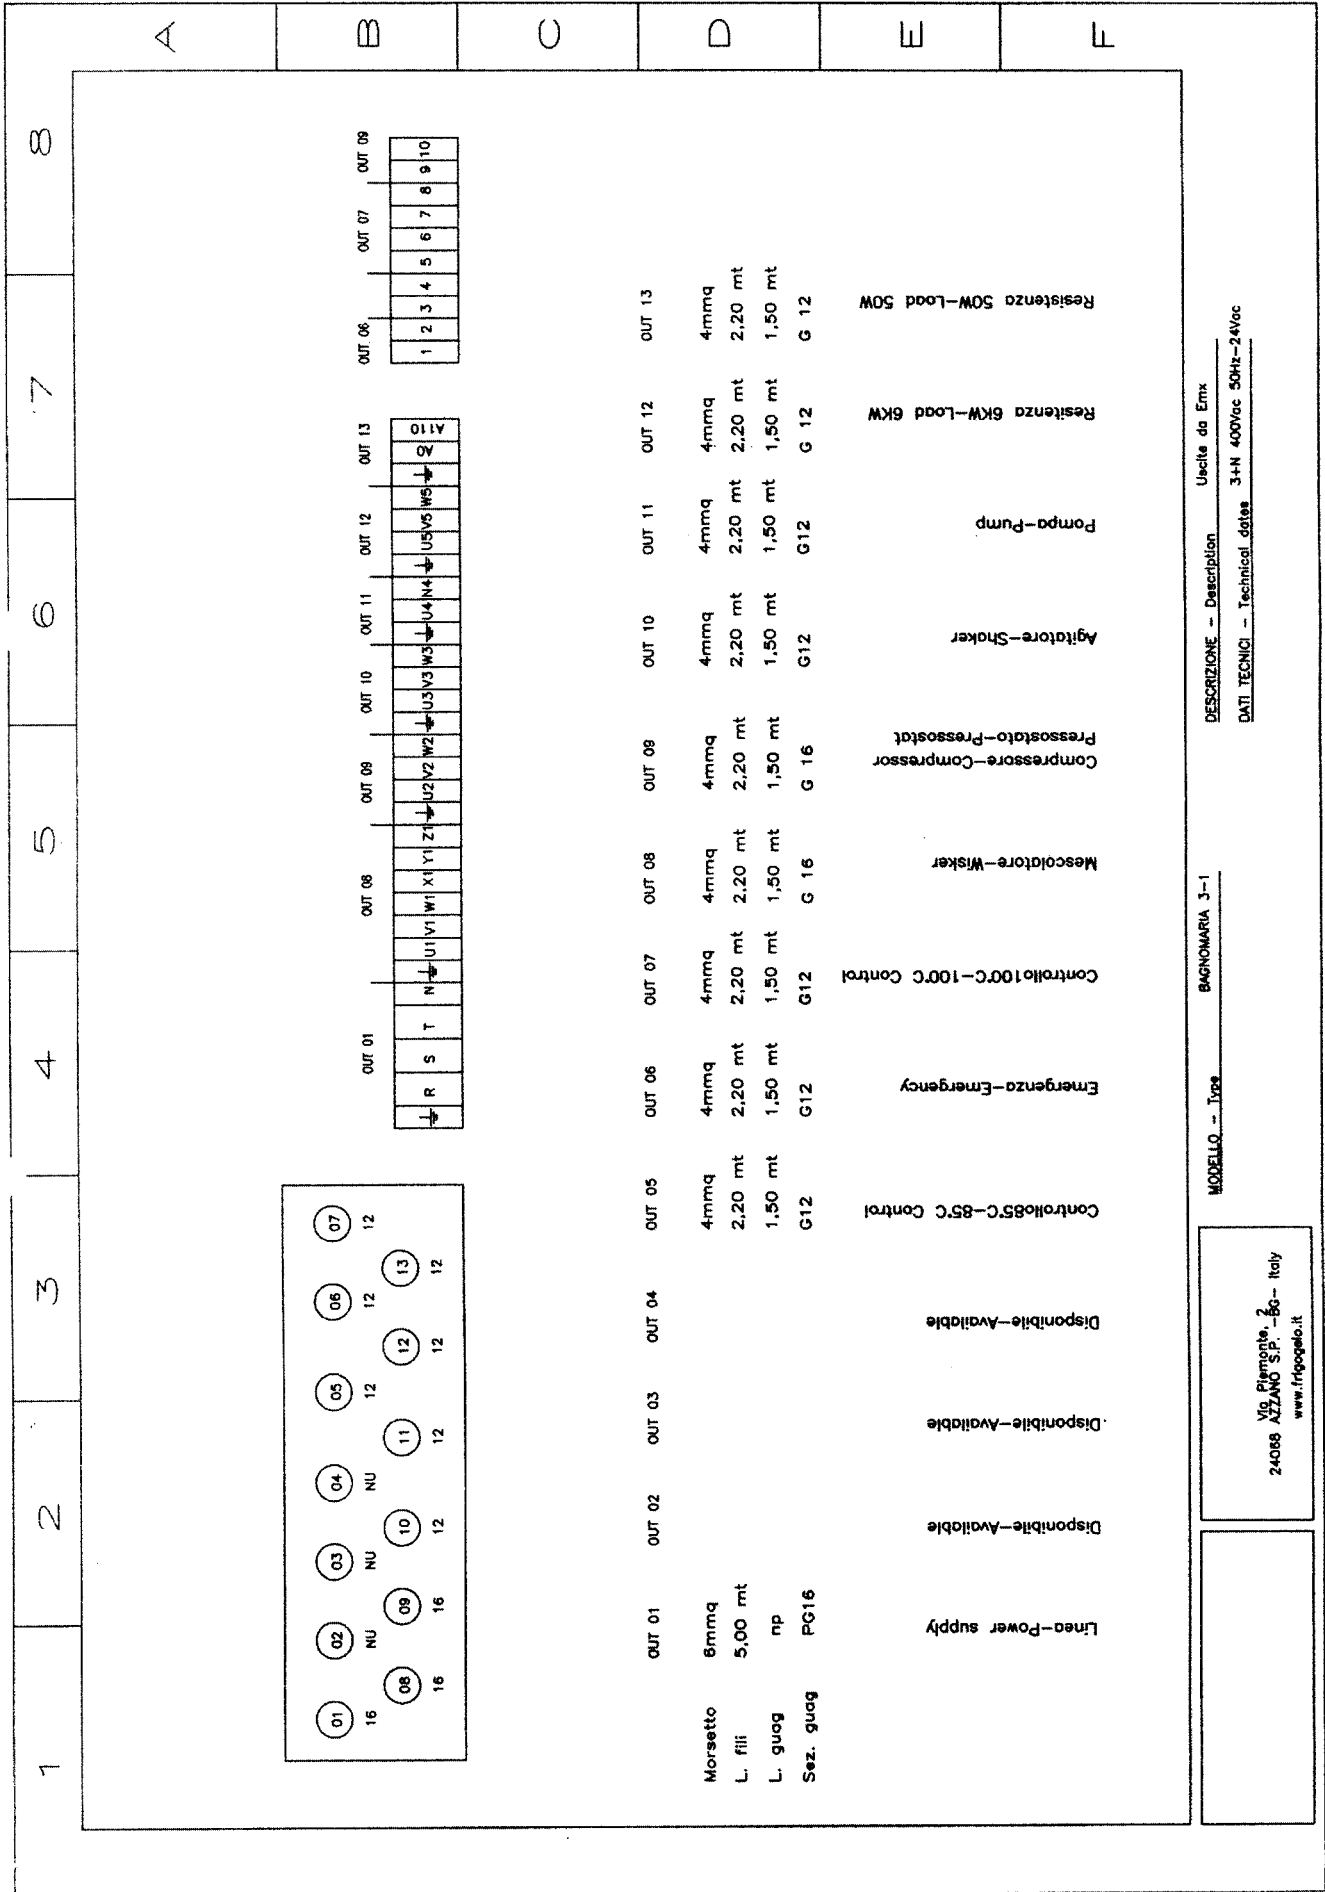 1 2 3 4 5 6 7 8
A
B
C
D
E
F
01 02 03 04 05 06 07
16 NU NU NU 12 12 12
08 09 10 11 12 13
16 16 12 12 12 12
OUT 01 OUT 08 OUT 09 OUT 10 OUT 11 OUT 12 OUT 13
R S T N U1 V1 W1 X1 Y1 Z1 U2 V2 W2 U3 V3 W3 U4 N4 U5 V5 W5 A0 A110
OUT 06 OUT 07 OUT 09
1 2 3 4 5 6 7 8 9 10
OUT 01 OUT 02 OUT 03 OUT 04 OUT 05 OUT 06 OUT 07 OUT 08 OUT 09 OUT 10 OUT 11 OUT 12 OUT 13
Morsetto 6mmq 4mmq 4mmq 4mmq 4mmq 4mmq 4mmq 4mmq 4mmq 4mmq
L. fili 5,00 mt 2,20 mt 2,20 mt 2,20 mt 2.20 mt 2,20 mt 2,20 mt 2,20 mt 2,20 mt 2,20 mt
L. guag np 1,50 mt 1,50 mt 1,50 mt 1,50 mt 1,50 mt 1,50 mt 1,50 mt 1,50 mt 1,50 mt
Sez. guag PG16 G12 G12 G12 G 16 G 16 G12 G12 G 12 G 12
Linea-Power supply
Disponibile-Available
Disponibile-Available
Disponibile-Available
Controllo85°C-85°C Control
Emergenza-Emergency
Controllo100°C-100°C Control
Mescolatore-Wisker
Compressore-Compressor
Pressostato-Pressostat
Agitatore-Shaker
Pompa-Pump
Resitenza 6KW-Load 6KW
Resistenza 50W-Load 50W
Via Piemonte, 2
24068 AZZANO S.P. -BG- Italy
www.frigogelo.it
MODELLO - Type BAGNOMARIA 3-1
DESCRIZIONE - Description Uscite da Emx
DATI TECNICI - Technical dates 3+N 400Vac 50Hz-24Vac